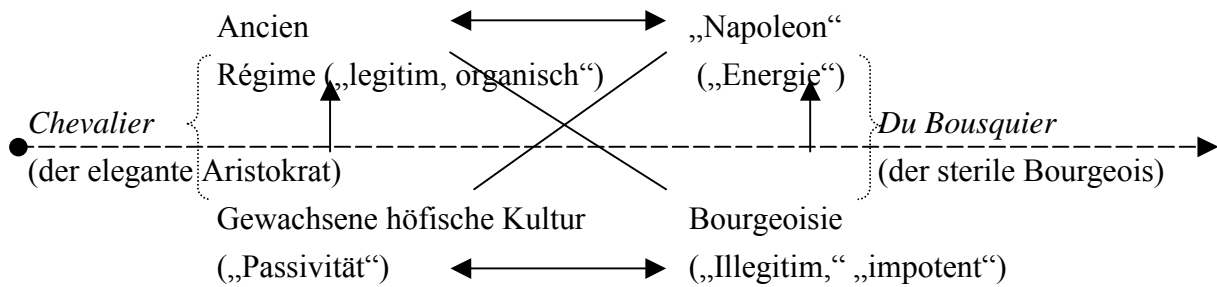 Ancien
„Napoleon“
Régime („legitim, organisch“)
(„Energie“)
Chevalier
Du Bousquier
(der elegante Aristokrat)
(der sterile Bourgeois)
Gewachsene höfische Kultur
Bourgeoisie
(„Passivität“)
(„Illegitim,“ „impotent“)